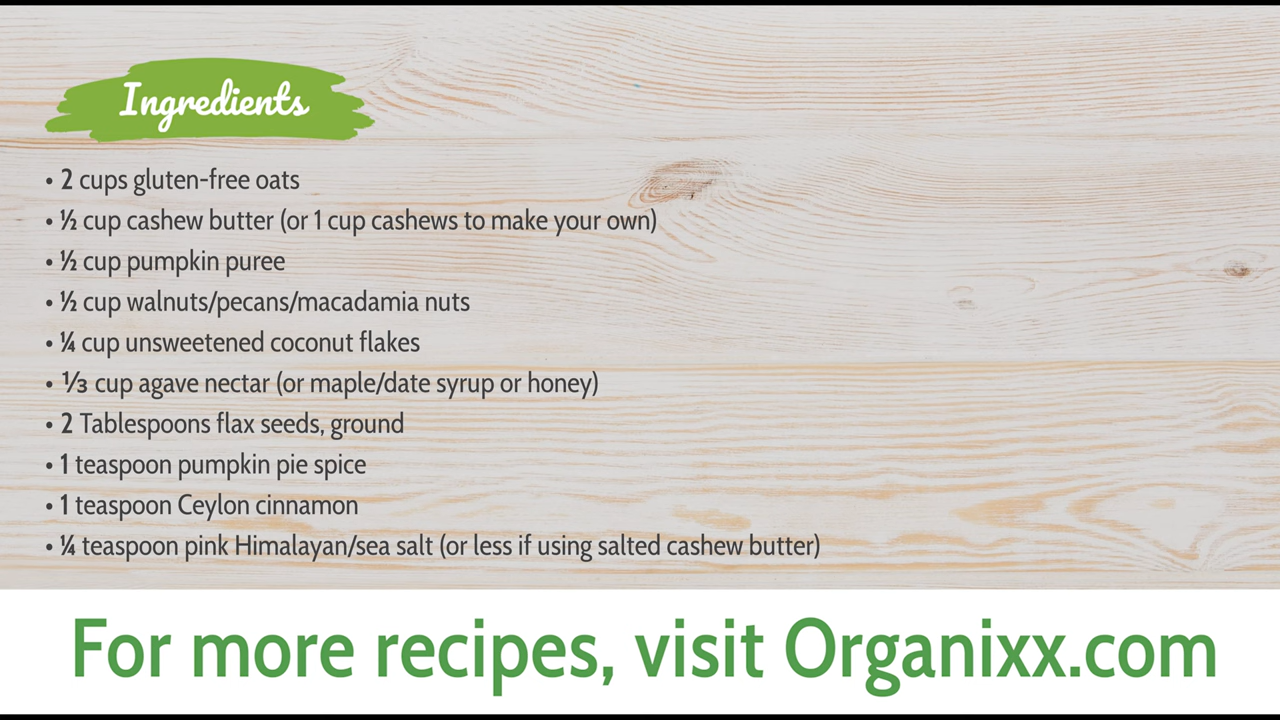 Ingredients
• 2 cups gluten-free oats
• ½ cup cashew butter (or 1 cup cashews to make your own)
• ½ cup pumpkin puree
• ½ cup walnuts/pecans/macadamia nuts
• ¼ cup unsweetened coconut flakes
• ⅓ cup agave nectar (or maple/date syrup or honey)
• 2 Tablespoons flax seeds, ground
• 1 teaspoon pumpkin pie spice
• 1 teaspoon Ceylon cinnamon
• ¼ teaspoon pink Himalayan/sea salt (or less if using salted cashew butter)
For more recipes, visit Organixx.com